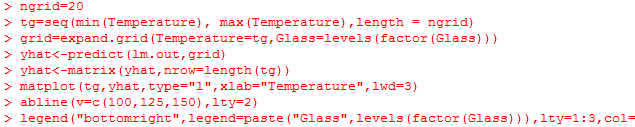 > ngrid=20
> tg=seq(min(Temperature), max(Temperature),length = ngrid)
> grid=expand.grid(Temperature=tg,Glass=levels(factor(Glass)))
> yhat<-predict(lm.out,grid)
> yhat<-matrix(yhat,nrow=length(tg))
> matplot(tg,yhat,type="l",xlab="Temperature",lwd=3)
> abline(v=c(100,125,150),lty=2)
> legend("bottomright",legend=paste("Glass",levels(factor(Glass))),lty=1:3,col=